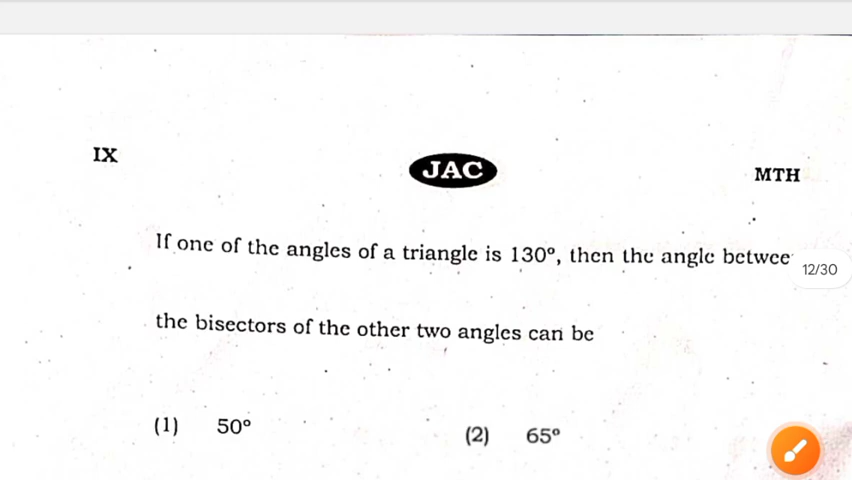 IX
JAC
MTH
If one of the angles of a triangle is 130°, then the angle betwee
12/30
the bisectors of the other two angles can be
(1) 50°
(2) 65°